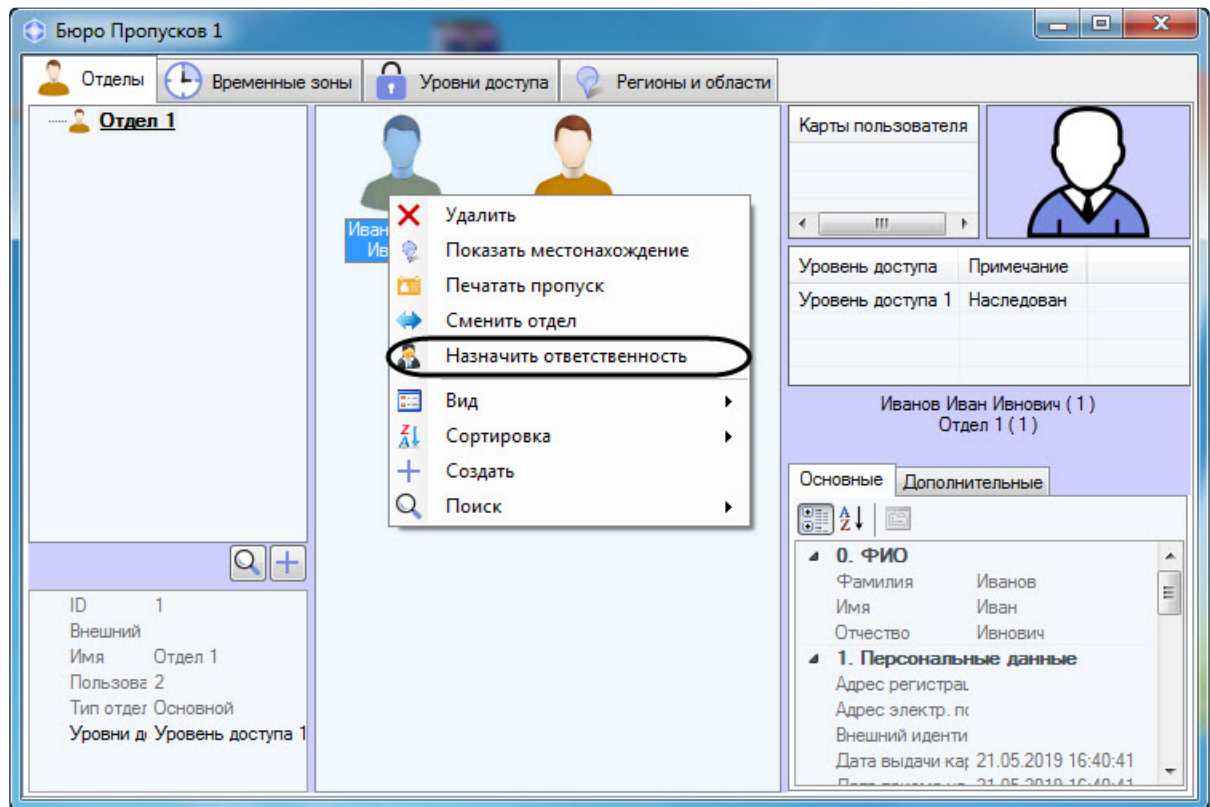 Бюро Пропусков 1
Отделы Временные зоны Уровни доступа Регионы и области
Отдел 1
Удалить
Показать местонахождение
Печатать пропуск
Сменить отдел
Назначить ответственность
Вид
Сортировка
Создать
Поиск
ID 1
Внешний
Имя Отдел 1
Пользова 2
Тип отдел Основной
Уровни д Уровень доступа 1
Карты пользователя
Уровень доступа Примечание
Уровень доступа 1 Наследован
Иванов Иван Ивнович ( 1 )
Отдел 1 ( 1 )
Основные Дополнительные
0. ФИО
Фамилия Иванов
Имя Иван
Отчество Ивнович
1. Персональные данные
Адрес регистрац
Адрес электр. по
Внешний иденти
Дата выдачи кар 21.05.2019 16:40:41